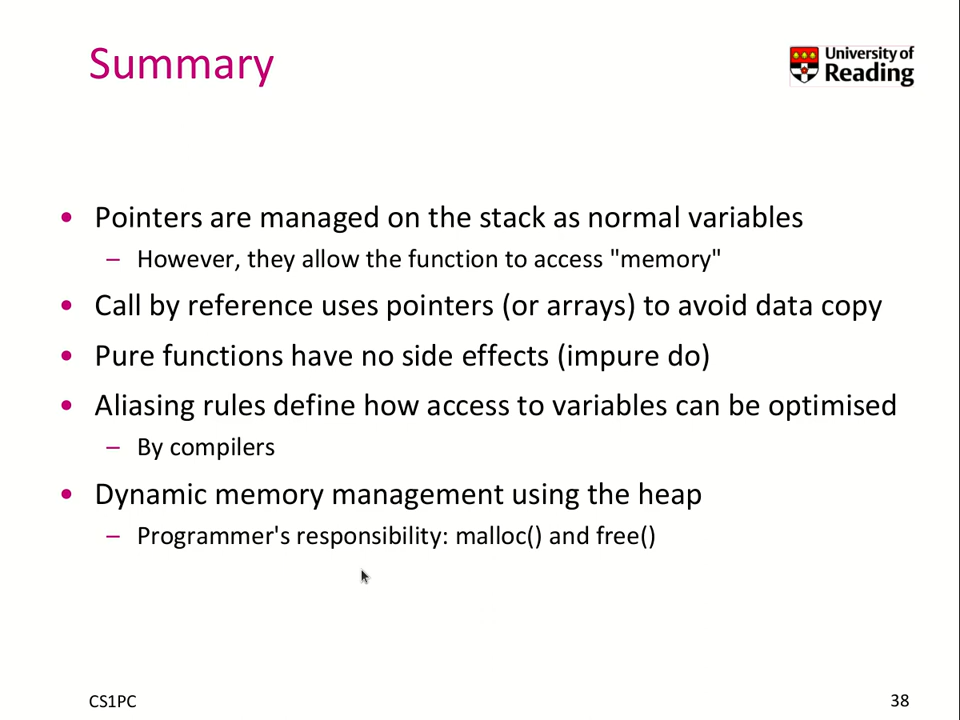 Summary
University of
Reading
• Pointers are managed on the stack as normal variables
– However, they allow the function to access "memory"
• Call by reference uses pointers (or arrays) to avoid data copy
• Pure functions have no side effects (impure do)
• Aliasing rules define how access to variables can be optimised
– By compilers
• Dynamic memory management using the heap
– Programmer's responsibility: malloc() and free()
CS1PC
38